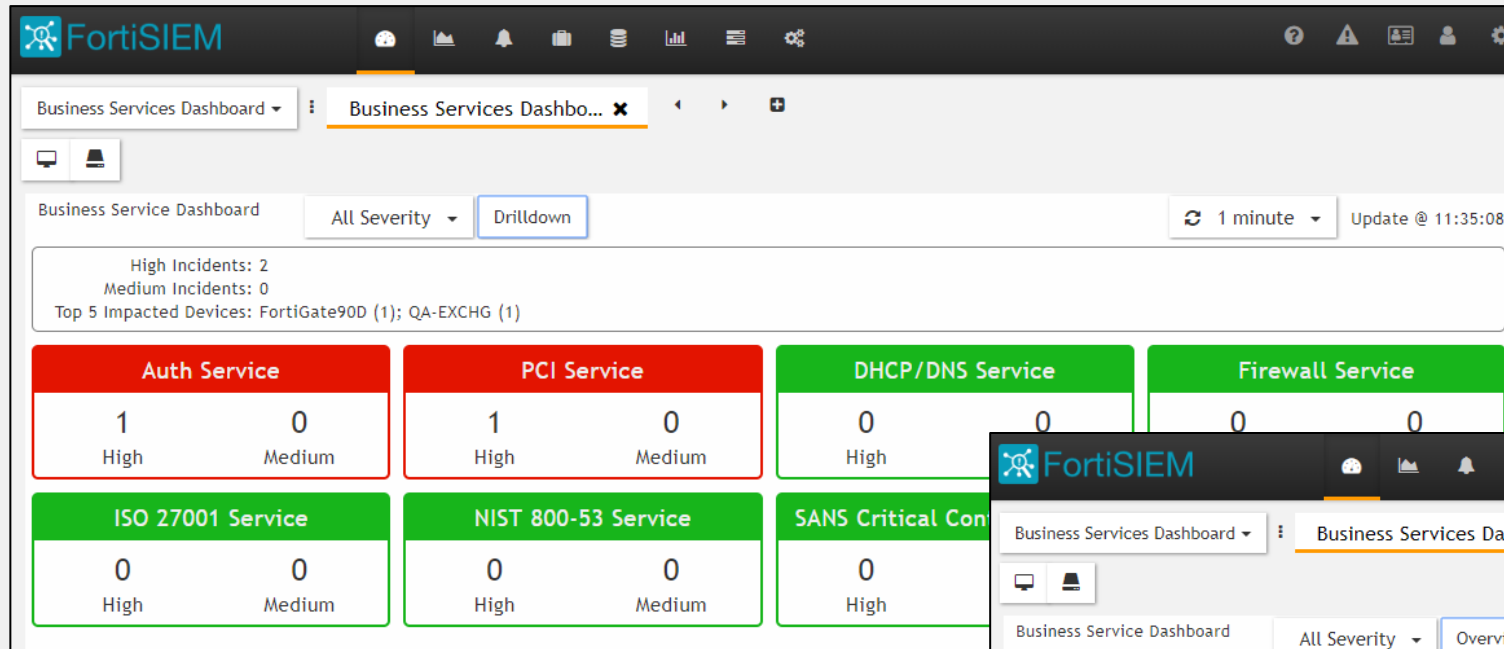 FortiSIEM
Business Services Dashboard
Business Services Dashbo...
Business Service Dashboard
All Severity
Drilldown
1 minute
Update @ 11:35:08
High Incidents: 2
Medium Incidents: 0
Top 5 Impacted Devices: FortiGate90D (1); QA-EXCHG (1)
Auth Service
PCI Service
DHCP/DNS Service
Firewall Service
1 0
1 0
0 0
0 0
High Medium
High Medium
High
ISO 27001 Service
NIST 800-53 Service
SANS Critical Con
0 0
0 0
0
High Medium
High Medium
High
FortiSIEM
Business Services Dashboard
Business Services Da
Business Service Dashboard
All Severity
Overv